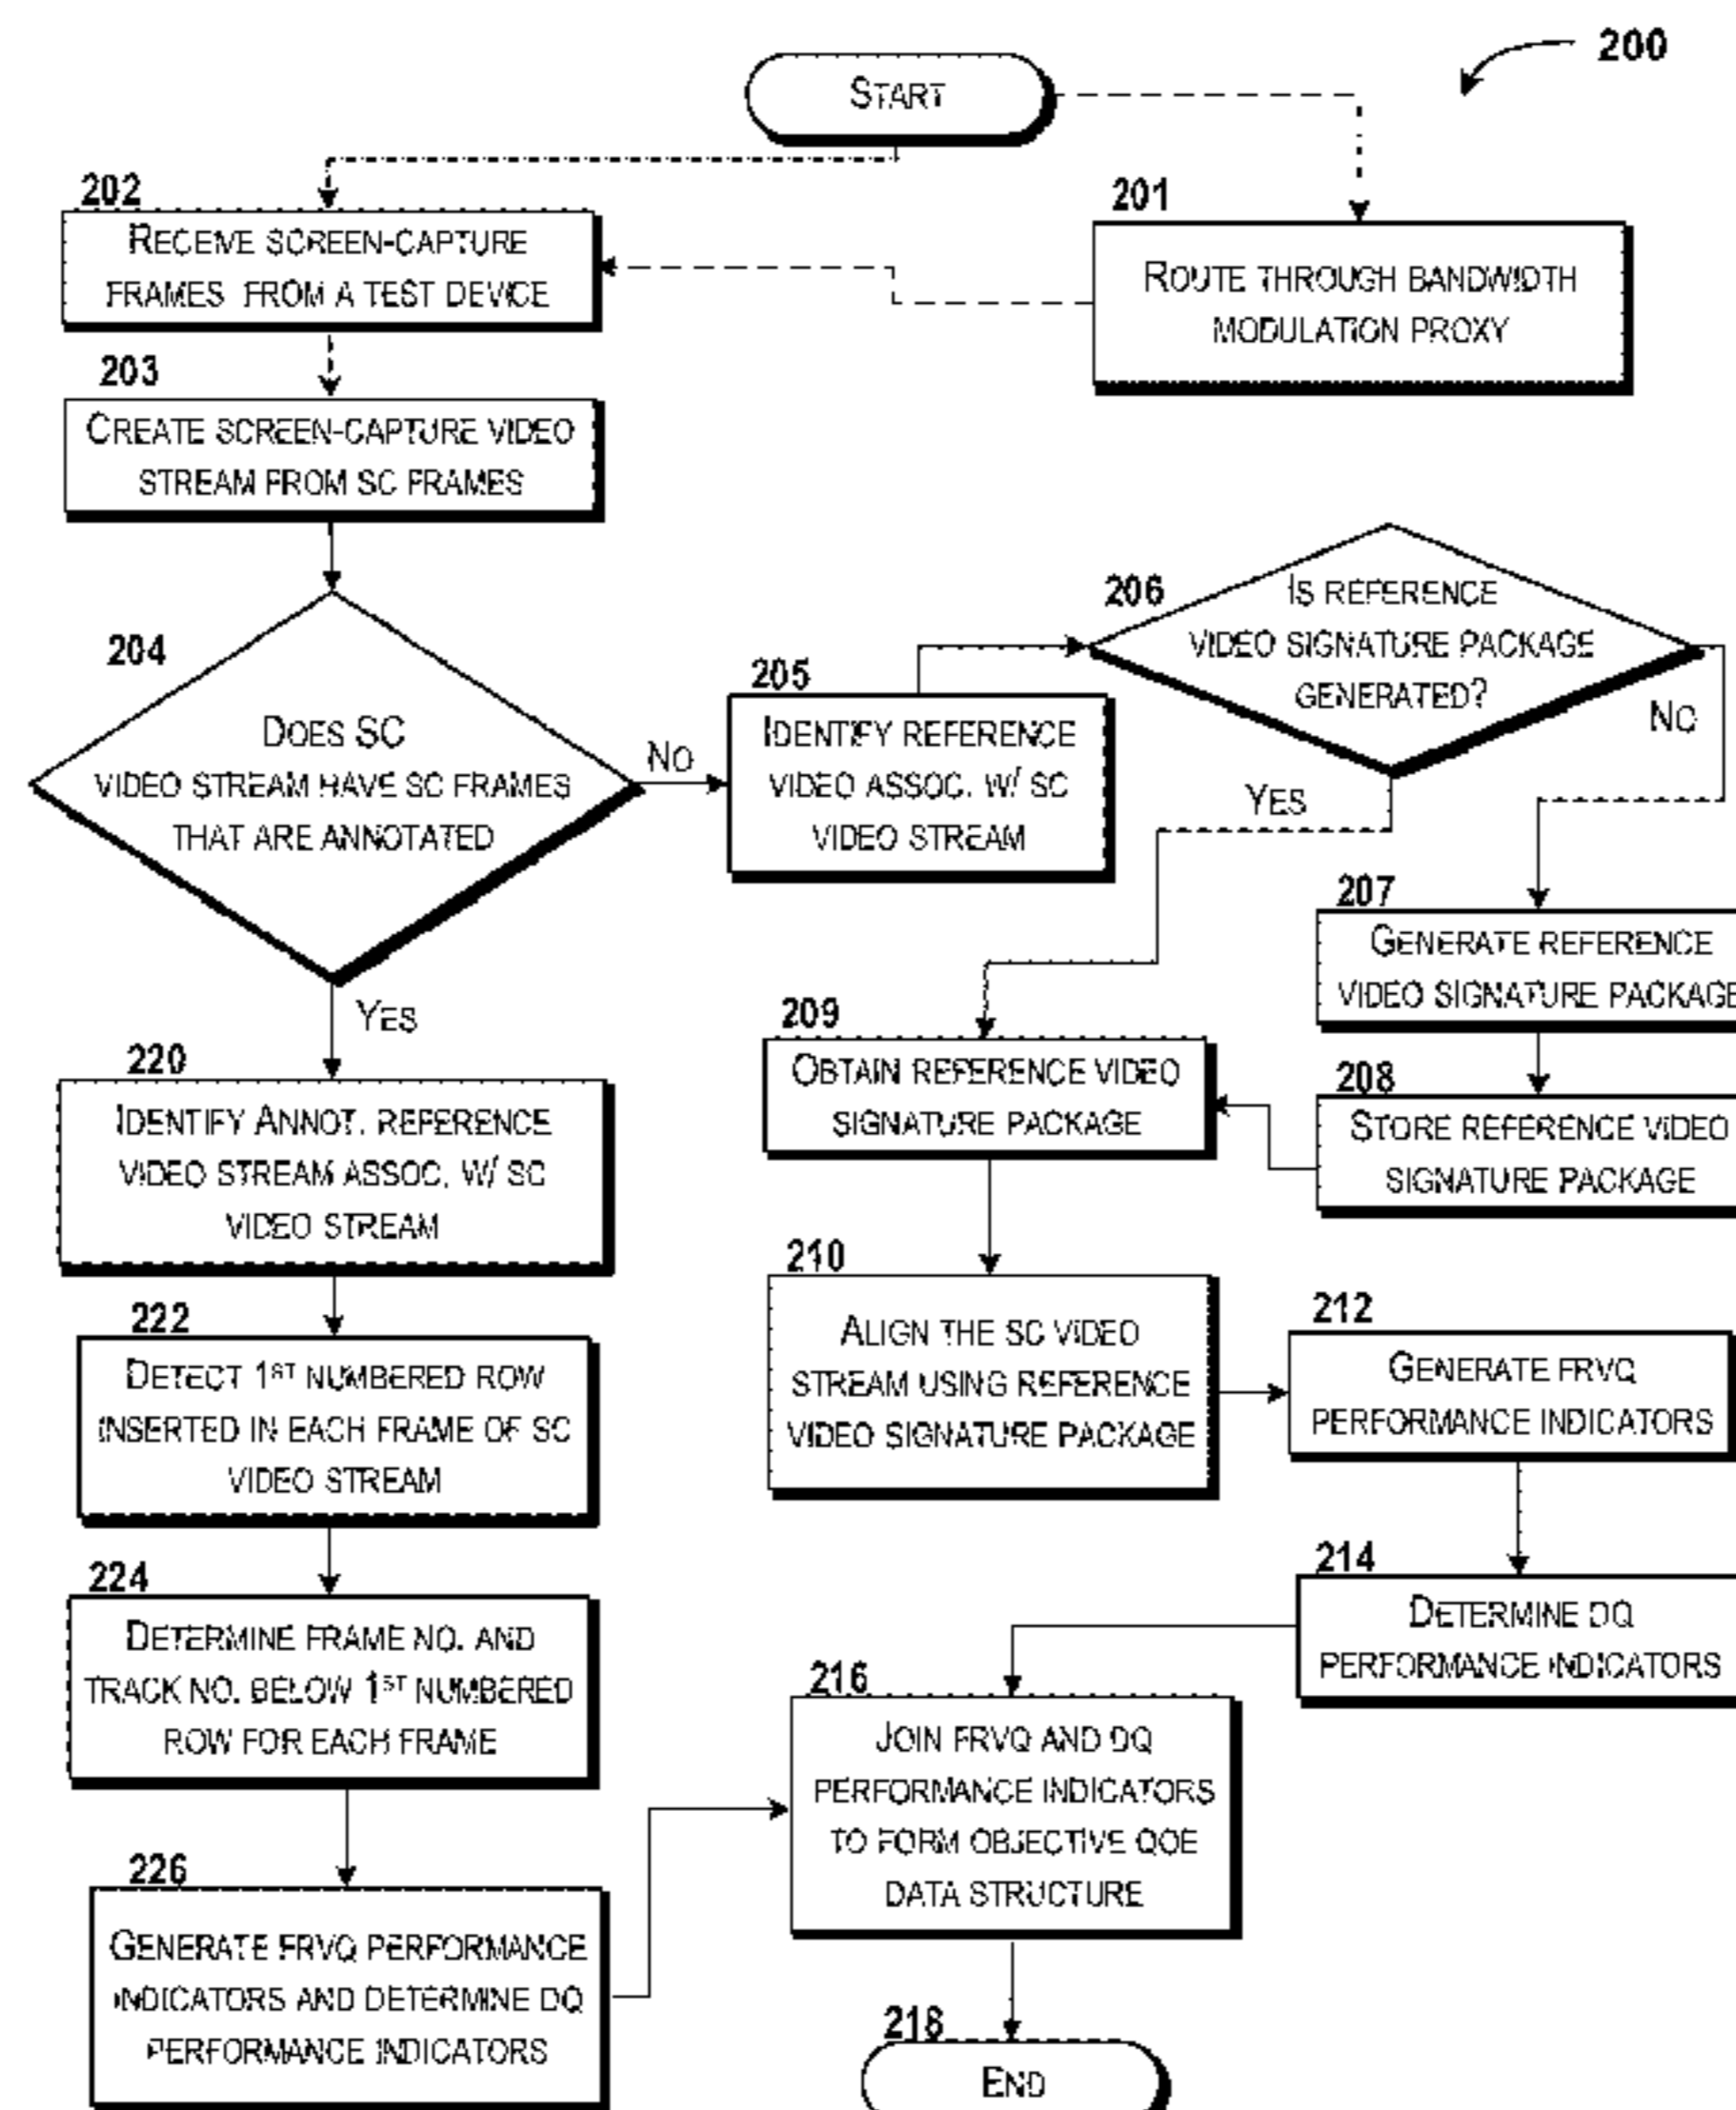 200
START
202
RECEIVE SCREEN-CAPTURE
FRAMES FROM A TEST DEVICE
201
ROUTE THROUGH BANDWIDTH
MODULATION PROXY
203
CREATE SCREEN-CAPTURE VIDEO
STREAM FROM SC FRAMES
204
DOES SC
VIDEO STREAM HAVE SC FRAMES
THAT ARE ANNOTATED
NO
205
IDENTIFY REFERENCE
VIDEO ASSOC. W/ SC
VIDEO STREAM
206
IS REFERENCE
VIDEO SIGNATURE PACKAGE
GENERATED?
NO
YES
207
GENERATE REFERENCE
VIDEO SIGNATURE PACKAGE
208
STORE REFERENCE VIDEO
SIGNATURE PACKAGE
209
OBTAIN REFERENCE VIDEO
SIGNATURE PACKAGE
YES
220
IDENTIFY ANNOT. REFERENCE
VIDEO STREAM ASSOC. W/ SC
VIDEO STREAM
210
ALIGN THE SC VIDEO
STREAM USING REFERENCE
VIDEO SIGNATURE PACKAGE
212
GENERATE FRVQ
PERFORMANCE INDICATORS
222
DETECT 1ST NUMBERED ROW
INSERTED IN EACH FRAME OF SC
VIDEO STREAM
214
DETERMINE DQ
PERFORMANCE INDICATORS
224
DETERMINE FRAME NO. AND
TRACK NO. BELOW 1ST NUMBERED
ROW FOR EACH FRAME
216
JOIN FRVQ AND DQ
PERFORMANCE INDICATORS
TO FORM OBJECTIVE QOE
DATA STRUCTURE
226
GENERATE FRVQ PERFORMANCE
INDICATORS AND DETERMINE DQ
PERFORMANCE INDICATORS
218
END